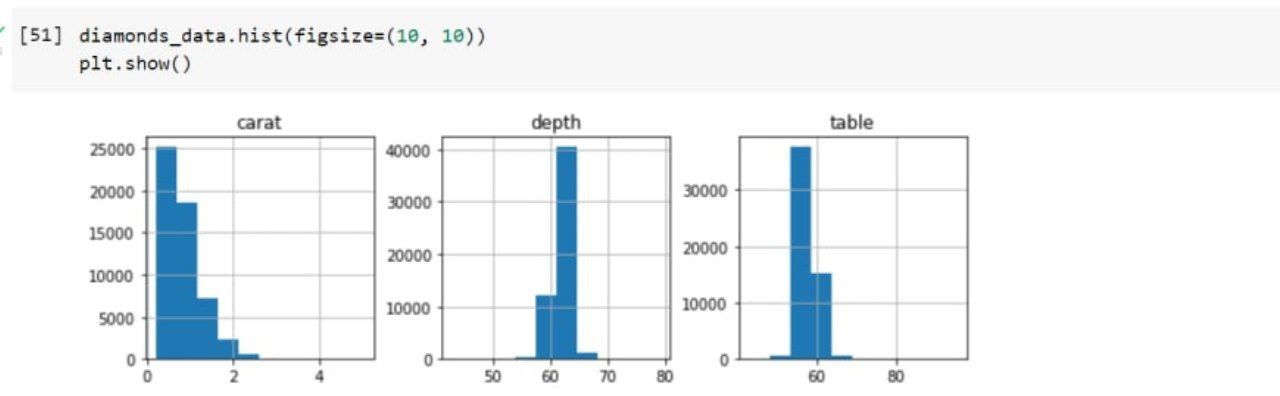 [51] diamonds_data.hist(figsize=(10, 10))
plt.show()
carat depth table
25000 40000
20000 30000 30000
15000 20000 20000
10000 10000 10000
5000
0 0 0
0 2 4 50 60 70 80 60 80